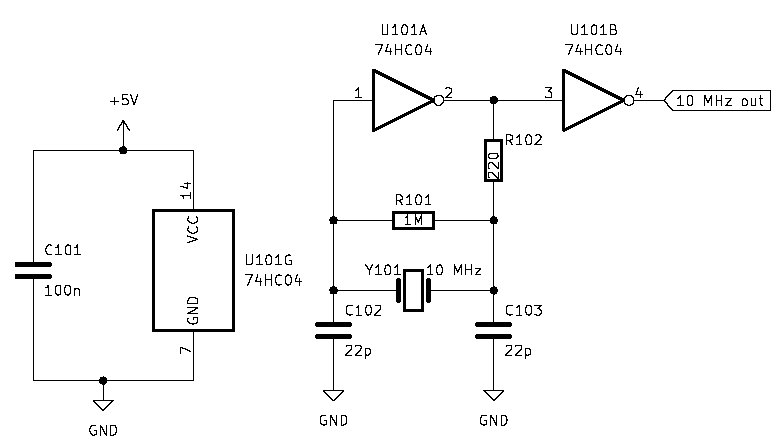 U101A
74HC04
U101B
74HC04
1
2
3
4
10 MHz out
+5V
R102
220
14
VCC
R101
1M
C101
100n
U101G
74HC04
Y101
10 MHz
GND
7
C102
22p
C103
22p
GND
GND
GND